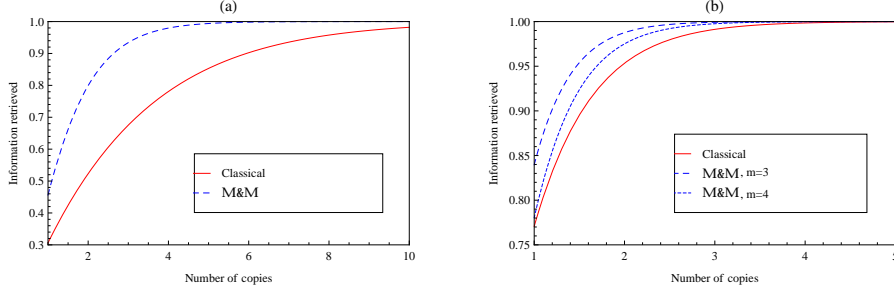 (a)
1.0
0.9
0.8
0.7
0.6
0.5
0.4
0.3
Information retrieved
Classical
M&M
2
4
6
8
10
Number of copies
(b)
1.00
0.95
0.90
0.85
0.80
0.75
Information retrieved
Classical
M&M, m=3
M&M, m=4
1
2
3
4
5
Number of copies